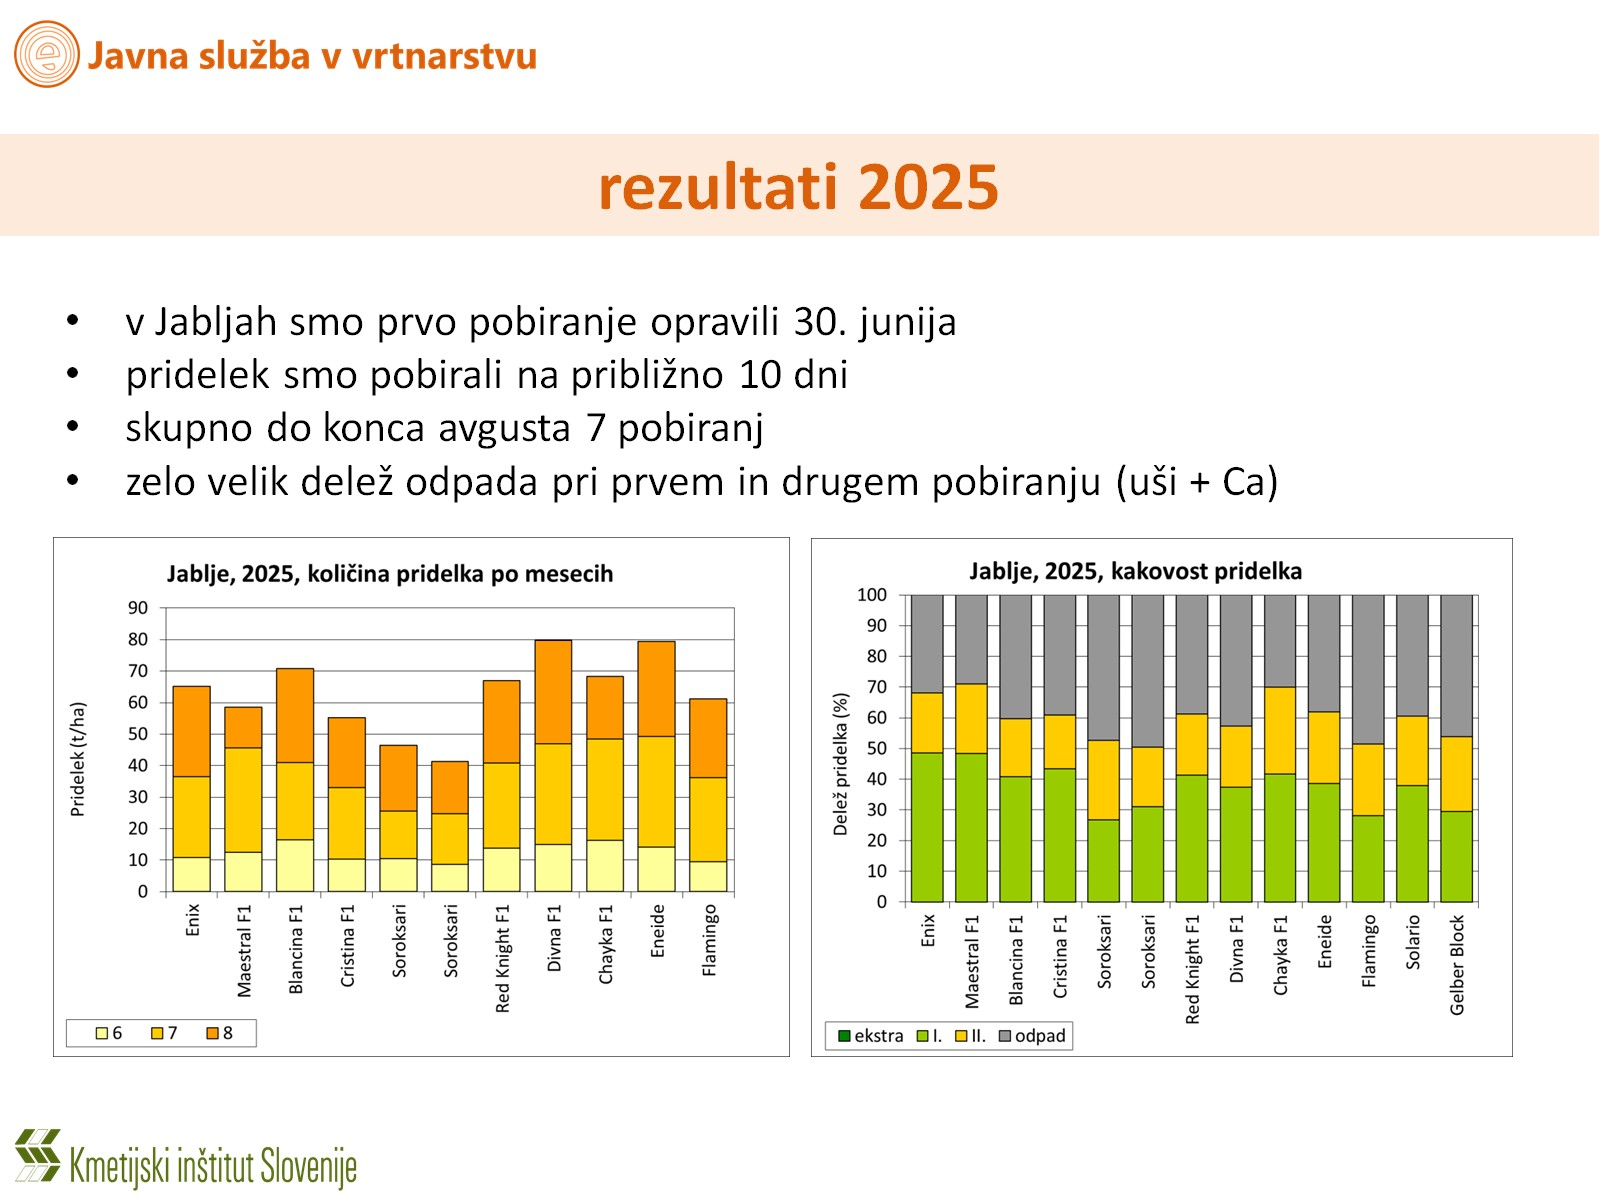 Javna služba v vrtnarstvu
rezultati 2025
• v Jabljah smo prvo pobiranje opravili 30. junija
• pridelek smo pobirali na približno 10 dni
• skupno do konca avgusta 7 pobiranj
• zelo velik delež odpada pri prvem in drugem pobiranju (uši + Ca)
Jablje, 2025, količina pridelka po mesecih
90
80
70
60
50
40
30
20
10
0
Pridelek (t/ha)
Enix
Maestral F1
Blancina F1
Cristina F1
Soroksari
Soroksari
Red Knight F1
Divna F1
Chayka F1
Eneide
Flamingo
6 7 8
Jablje, 2025, kakovost pridelka
100
90
80
70
60
50
40
30
20
10
0
Delež pridelka (%)
Enix
Maestral F1
Blancina F1
Cristina F1
Soroksari
Soroksari
Red Knight F1
Divna F1
Chayka F1
Eneide
Flamingo
Solario
Gelber Block
ekstra I. II. odpad
Kmetijski inštitut Slovenije